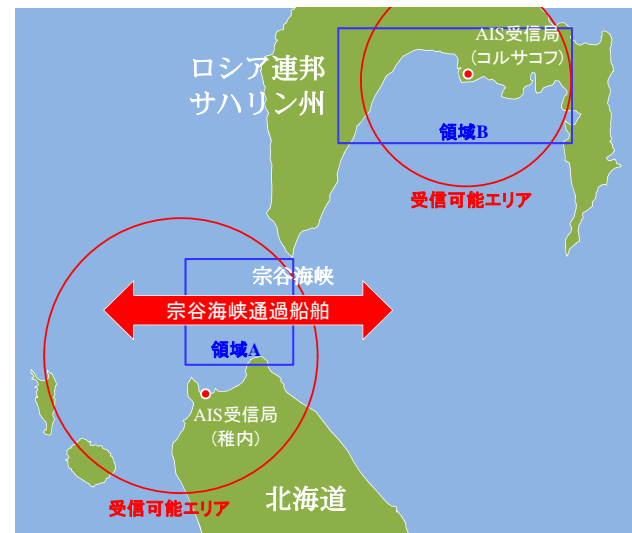 AIS受信局
(コルサコフ)
ロシア連邦
サハリン州
領域B
受信可能エリア
宗谷海峡
宗谷海峡通過船舶
領域A
AIS受信局
(稚内)
北海道
受信可能エリア